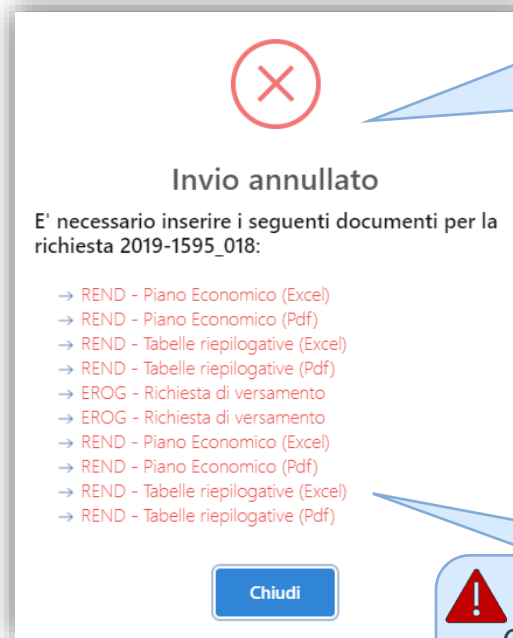 Invio annullato
E' necessario inserire i seguenti documenti per la
richiesta 2019-1595_018:
→ REND - Piano Economico (Excel)
→ REND - Piano Economico (Pdf)
→ REND - Tabelle riepilogative (Excel)
→ REND - Tabelle riepilogative (Pdf)
→ EROG - Richiesta di versamento
→ EROG - Richiesta di versamento
→ REND - Piano Economico (Excel)
→ REND - Piano Economico (Pdf)
→ REND - Tabelle riepilogative (Excel)
→ REND - Tabelle riepilogative (Pdf)
Chiudi